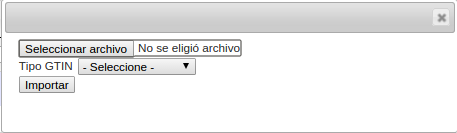 Seleccionar archivo No se eligió archivo
Tipo GTIN - Seleccione -
Importar